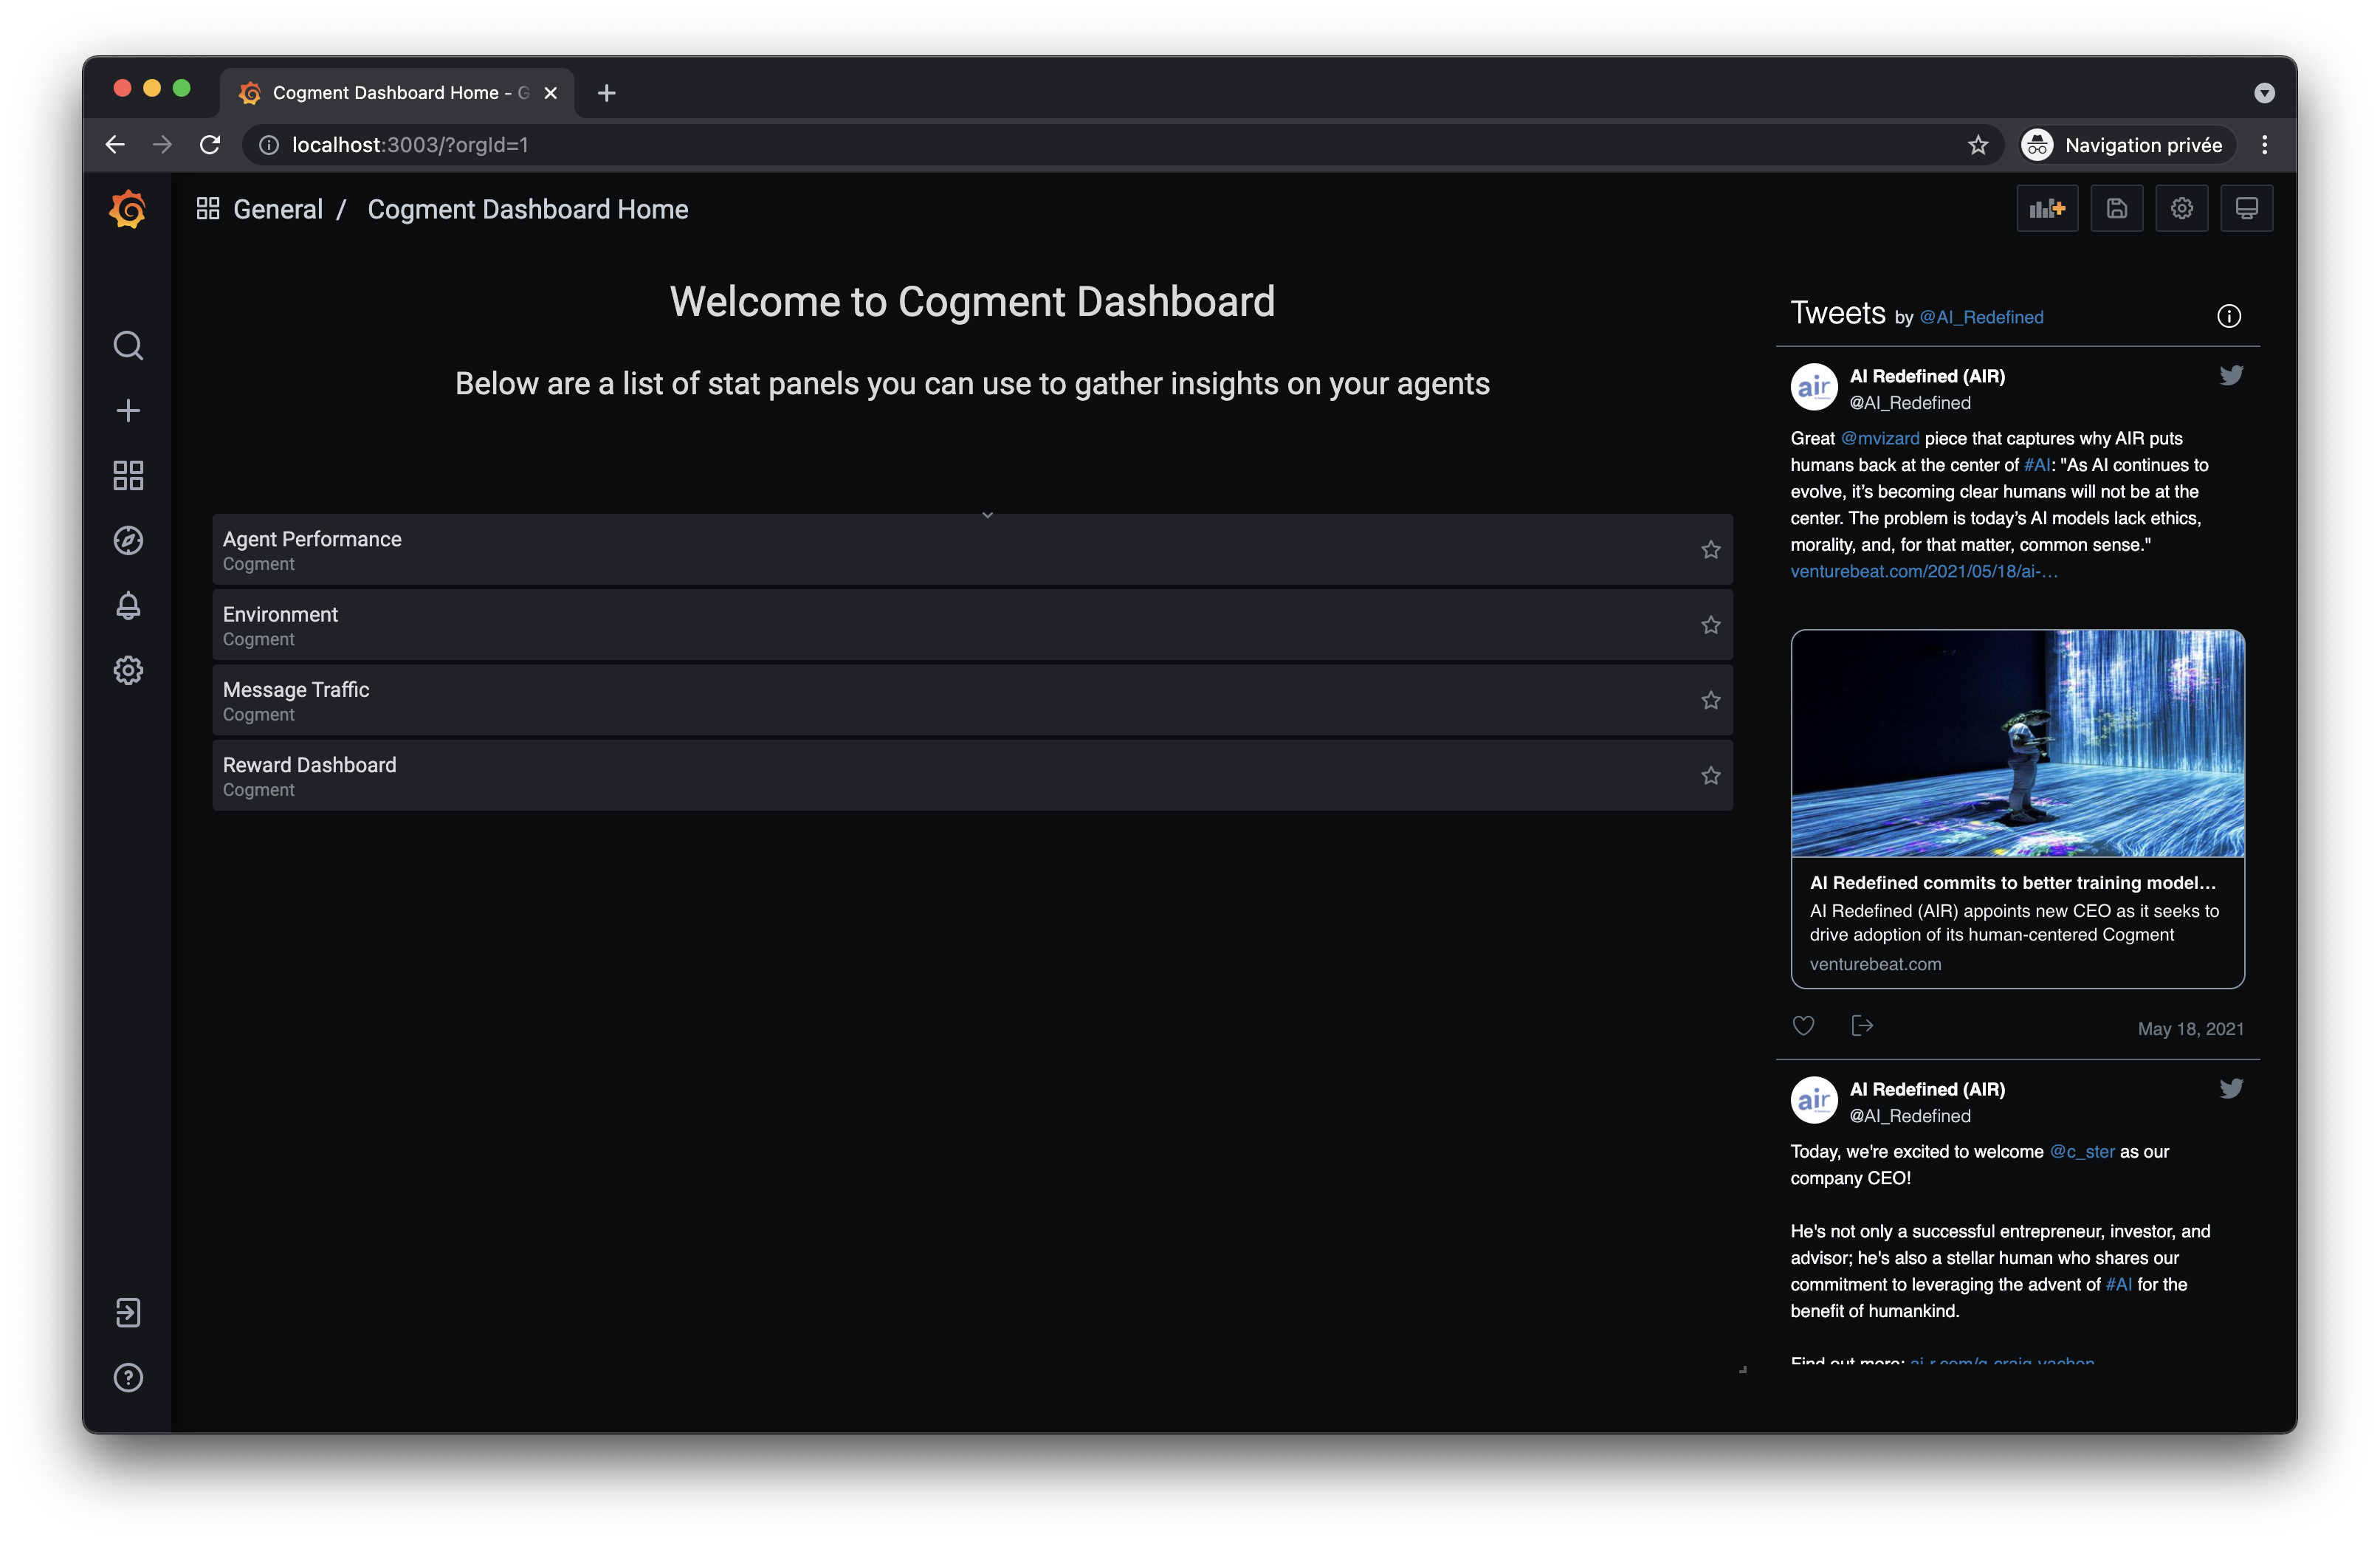 Cogment Dashboard Home - G
localhost:3003/?orgId=1
Navigation privée
General / Cogment Dashboard Home
Welcome to Cogment Dashboard
Below are a list of stat panels you can use to gather insights on your agents
Agent Performance
Cogment
Environment
Cogment
Message Traffic
Cogment
Reward Dashboard
Cogment
Tweets by @AI_Redefined
air
AI Redefined (AIR)
@AI_Redefined
Great @mvizard piece that captures why AIR puts
humans back at the center of #AI: "As AI continues to
evolve, it’s becoming clear humans will not be at the
center. The problem is today’s AI models lack ethics,
morality, and, for that matter, common sense."
venturebeat.com/2021/05/18/ai-…
AI Redefined commits to better training model…
AI Redefined (AIR) appoints new CEO as it seeks to
drive adoption of its human-centered Cogment
venturebeat.com
May 18, 2021
air
AI Redefined (AIR)
@AI_Redefined
Today, we're excited to welcome @c_ster as our
company CEO!
He's not only a successful entrepreneur, investor, and
advisor; he's also a stellar human who shares our
commitment to leveraging the advent of #AI for the
benefit of humankind.
Find out more: ai-r.com/g-craig-vachon